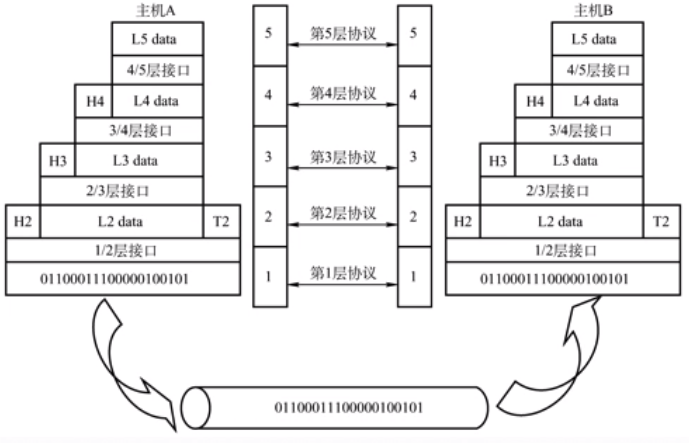 主机A 主机B
L5 data 5 第5层协议 5 L5 data
4/5层接口 4/5层接口
H4 L4 data 4 第4层协议 4 H4 L4 data
3/4层接口 3/4层接口
H3 L3 data 3 第3层协议 3 H3 L3 data
2/3层接口 2/3层接口
H2 L2 data T2 2 第2层协议 2 H2 L2 data T2
1/2层接口 1/2层接口
01100011100000100101 1 第1层协议 1 01100011100000100101
01100011100000100101